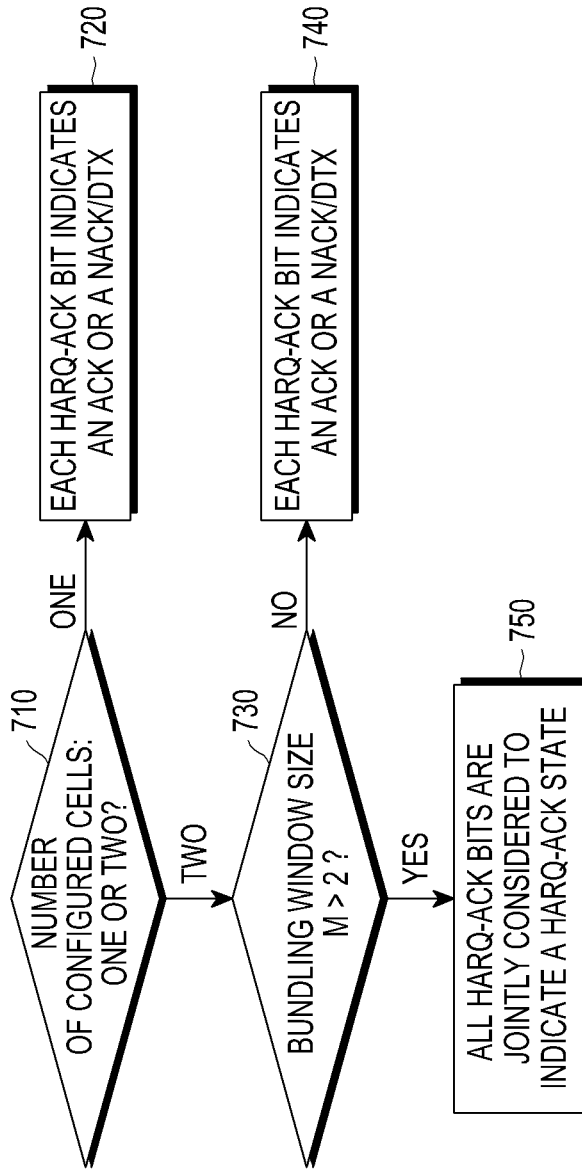 710
NUMBER
OF CONFIGURED CELLS:
ONE OR TWO?
ONE
720
EACH HARQ-ACK BIT INDICATES
AN ACK OR A NACK/DTX
TWO
730
BUNDLING WINDOW SIZE
M > 2 ?
NO
740
EACH HARQ-ACK BIT INDICATES
AN ACK OR A NACK/DTX
YES
750
ALL HARQ-ACK BITS ARE
JOINTLY CONSIDERED TO
INDICATE A HARQ-ACK STATE